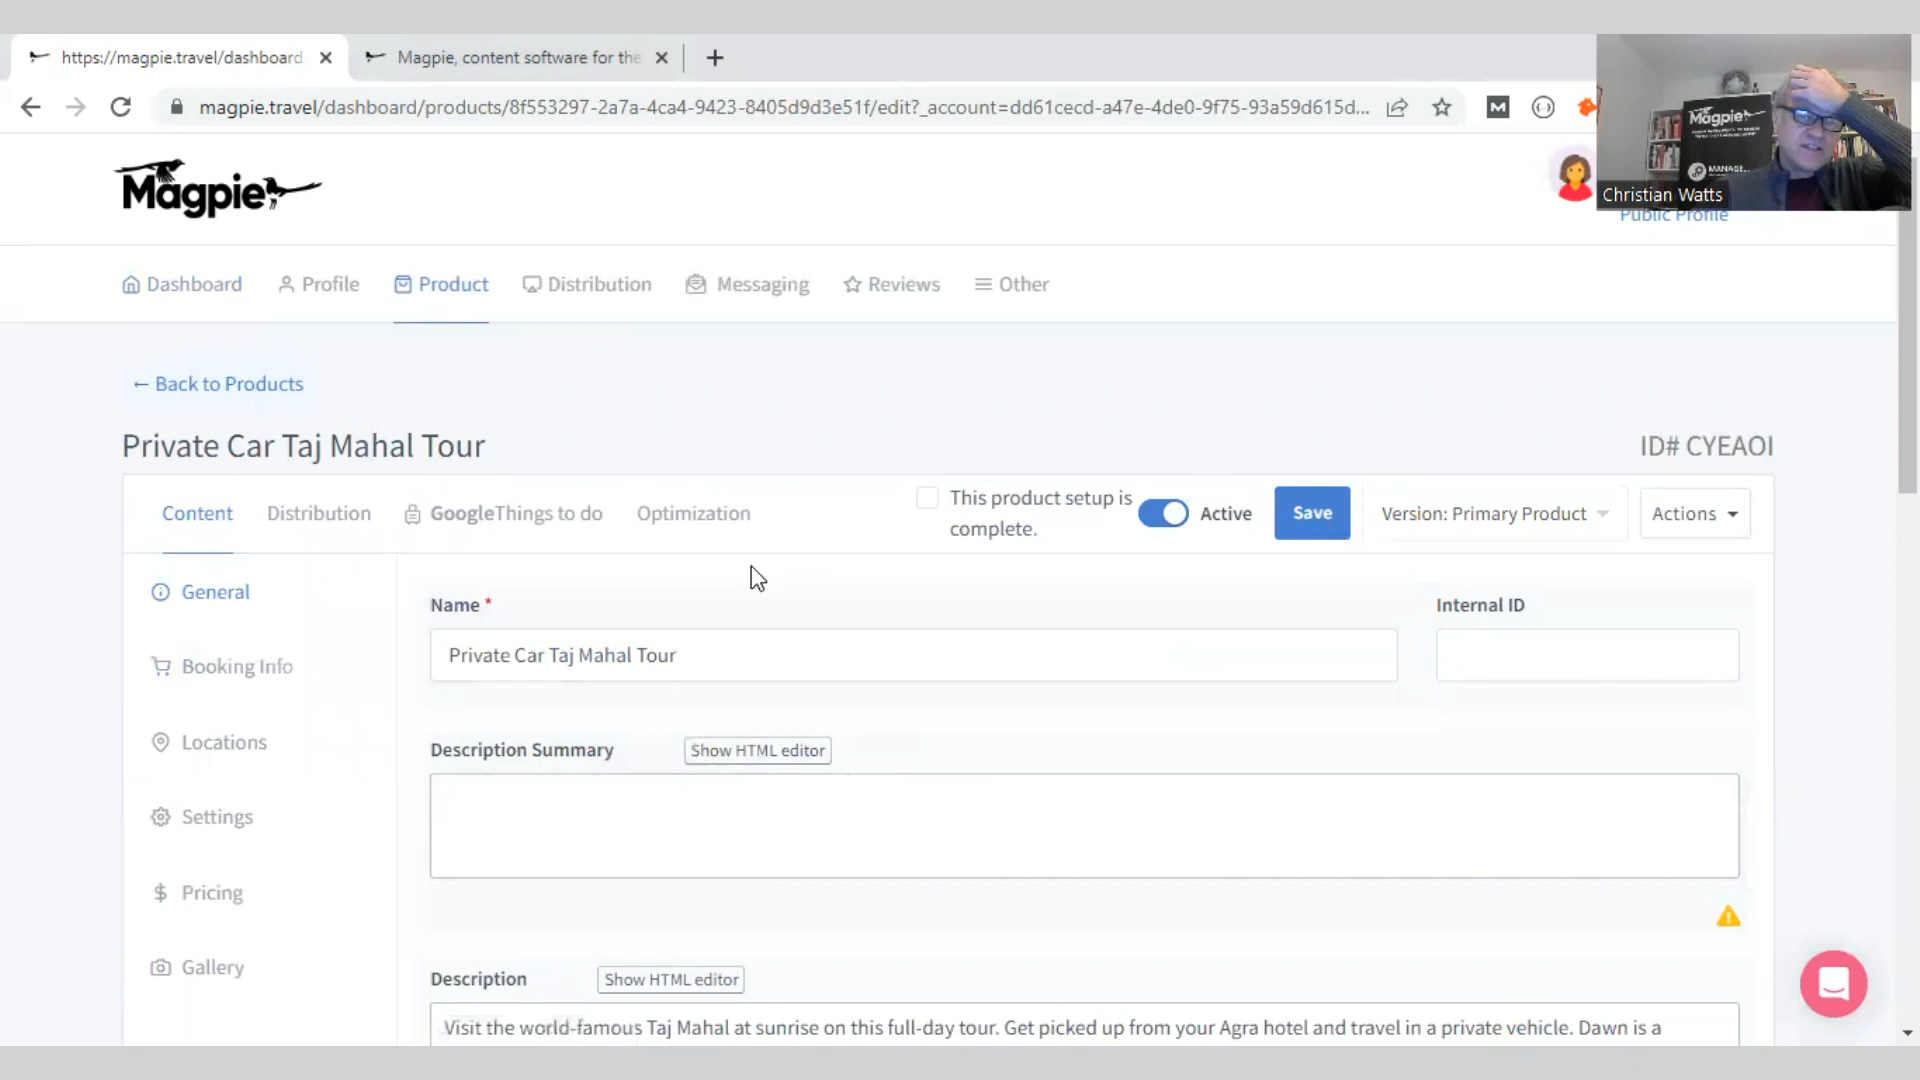 https://magpie.travel/dashboard
Magpie, content software for the
magpie.travel/dashboard/products/8f553297-2a7a-4ca4-9423-8405d9d3e51f/edit?_account=dd61cecd-a47e-4de0-9f75-93a59d615d...
Magpie
MANAGE...
Christian Watts
Public Profile
Magpie
Dashboard
Profile
Product
Distribution
Messaging
Reviews
Other
← Back to Products
Private Car Taj Mahal Tour
ID# CYEAOI
Content
Distribution
GoogleThings to do
Optimization
This product setup is
complete.
Active
Save
Version: Primary Product
Actions
General
Booking Info
Locations
Settings
Pricing
Gallery
Name *
Internal ID
Private Car Taj Mahal Tour
Description Summary
Show HTML editor
Description
Show HTML editor
Visit the world-famous Taj Mahal at sunrise on this full-day tour. Get picked up from your Agra hotel and travel in a private vehicle. Dawn is a